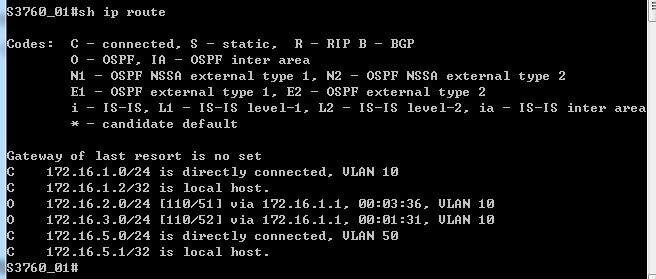 S3760_01#sh ip route
Codes: C - connected, S - static, R - RIP B - BGP
O - OSPF, IA - OSPF inter area
N1 - OSPF NSSA external type 1, N2 - OSPF NSSA external type 2
E1 - OSPF external type 1, E2 - OSPF external type 2
i - IS-IS, L1 - IS-IS level-1, L2 - IS-IS level-2, ia - IS-IS inter area
* - candidate default
Gateway of last resort is no set
C 172.16.1.0/24 is directly connected, VLAN 10
C 172.16.1.2/32 is local host.
O 172.16.2.0/24 [110/51] via 172.16.1.1, 00:03:36, VLAN 10
O 172.16.3.0/24 [110/52] via 172.16.1.1, 00:01:31, VLAN 10
C 172.16.5.0/24 is directly connected, VLAN 50
C 172.16.5.1/32 is local host.
S3760_01#